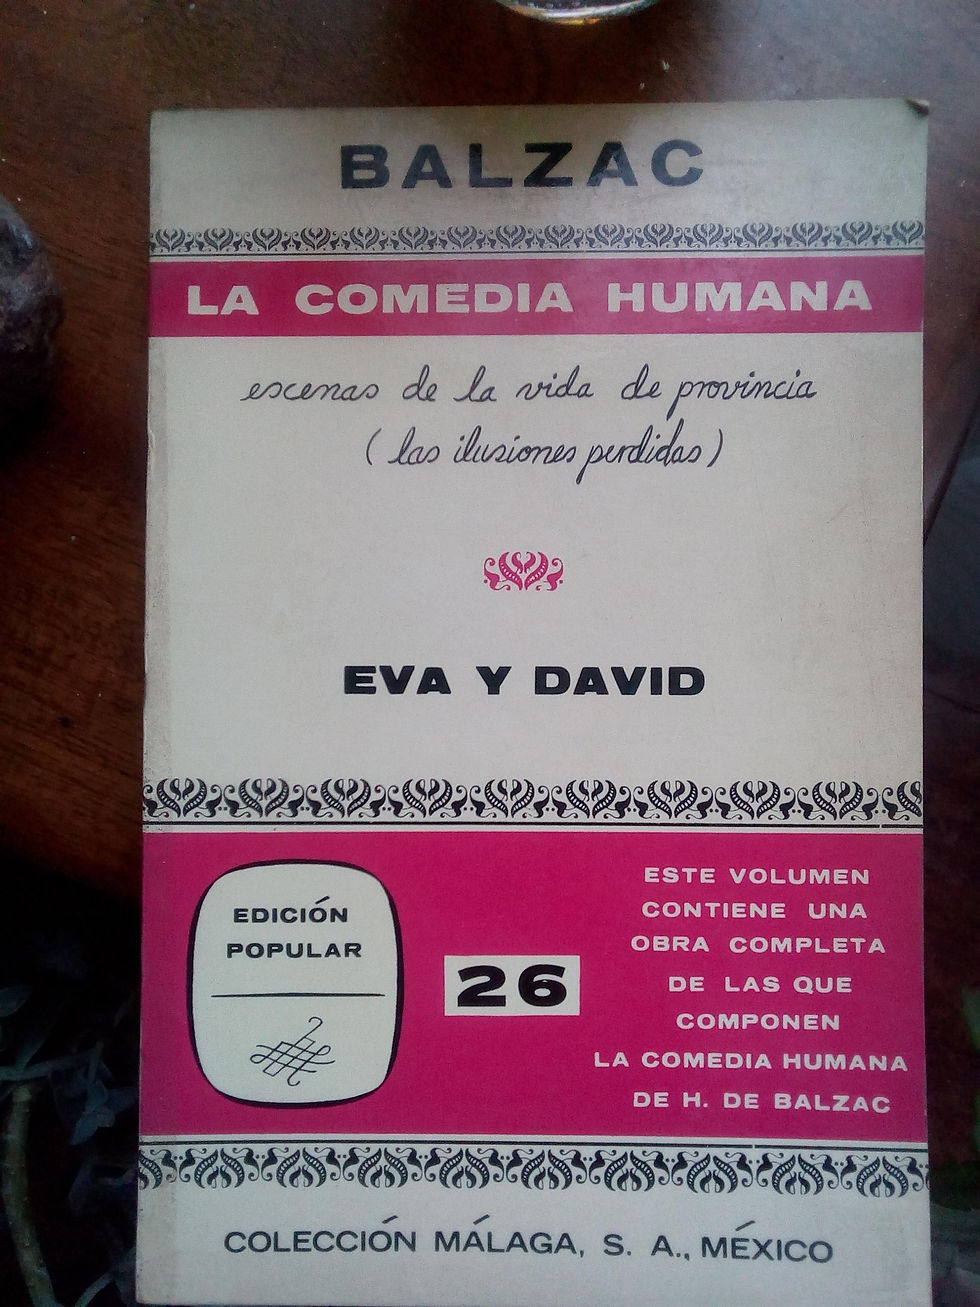 BALZAC
LA COMEDIA HUMANA
escenas de la vida de provincia
(las ilusiones perdidas)
EVA Y DAVID
EDICIÓN
POPULAR
26
ESTE VOLUMEN
CONTIENE UNA
OBRA COMPLETA
DE LAS QUE
COMPONEN
LA COMEDIA HUMANA
DE H. DE BALZAC
COLECCIÓN MÁLAGA, S. A., MÉXICO